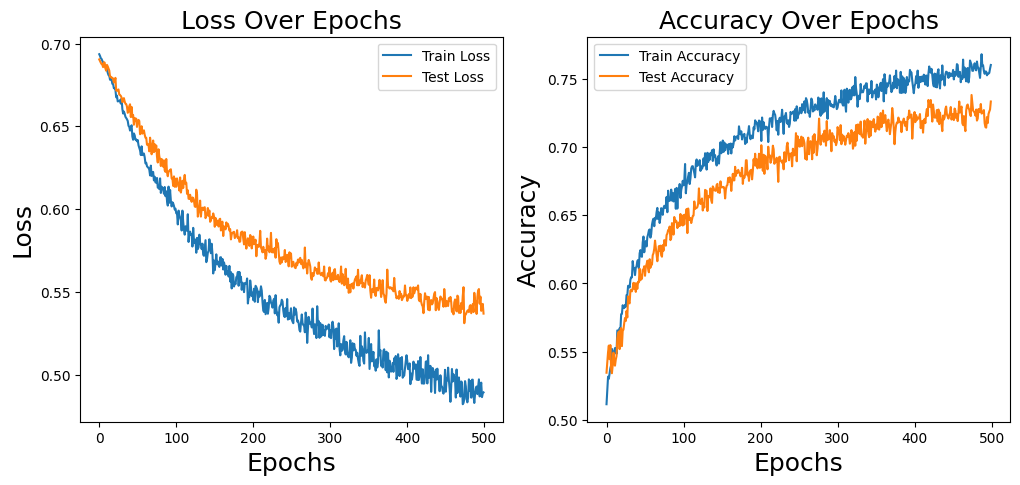 Loss Over Epochs
Train Loss
Test Loss
0.70
0.65
0.60
0.55
0.50
Loss
0
100
200
300
400
500
Epochs
Accuracy Over Epochs
Train Accuracy
Test Accuracy
0.75
0.70
0.65
0.60
0.55
0.50
Accuracy
0
100
200
300
400
500
Epochs